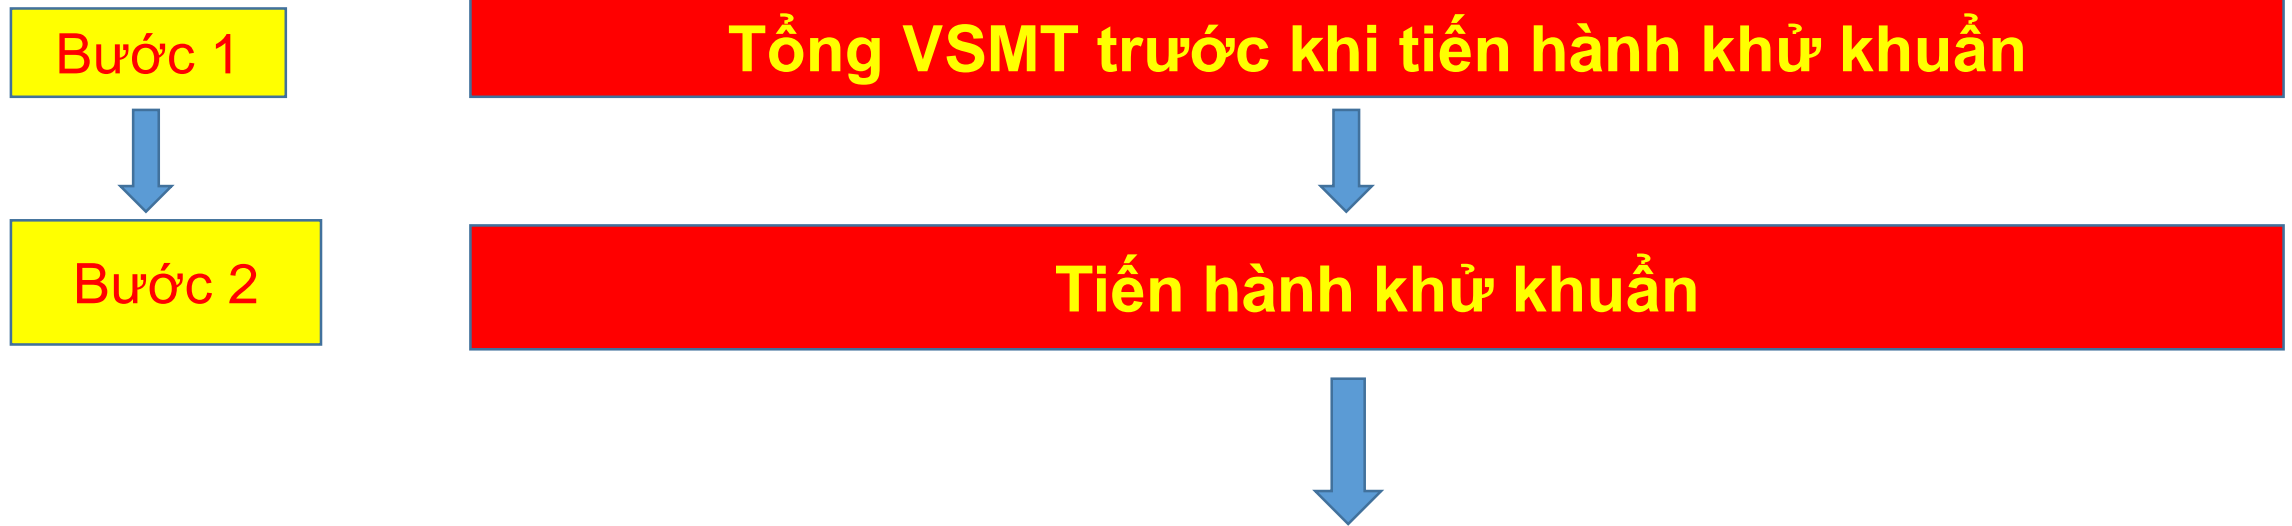 Bước 1
Tổng VSMT trước khi tiến hành khử khuẩn
Bước 2
Tiến hành khử khuẩn